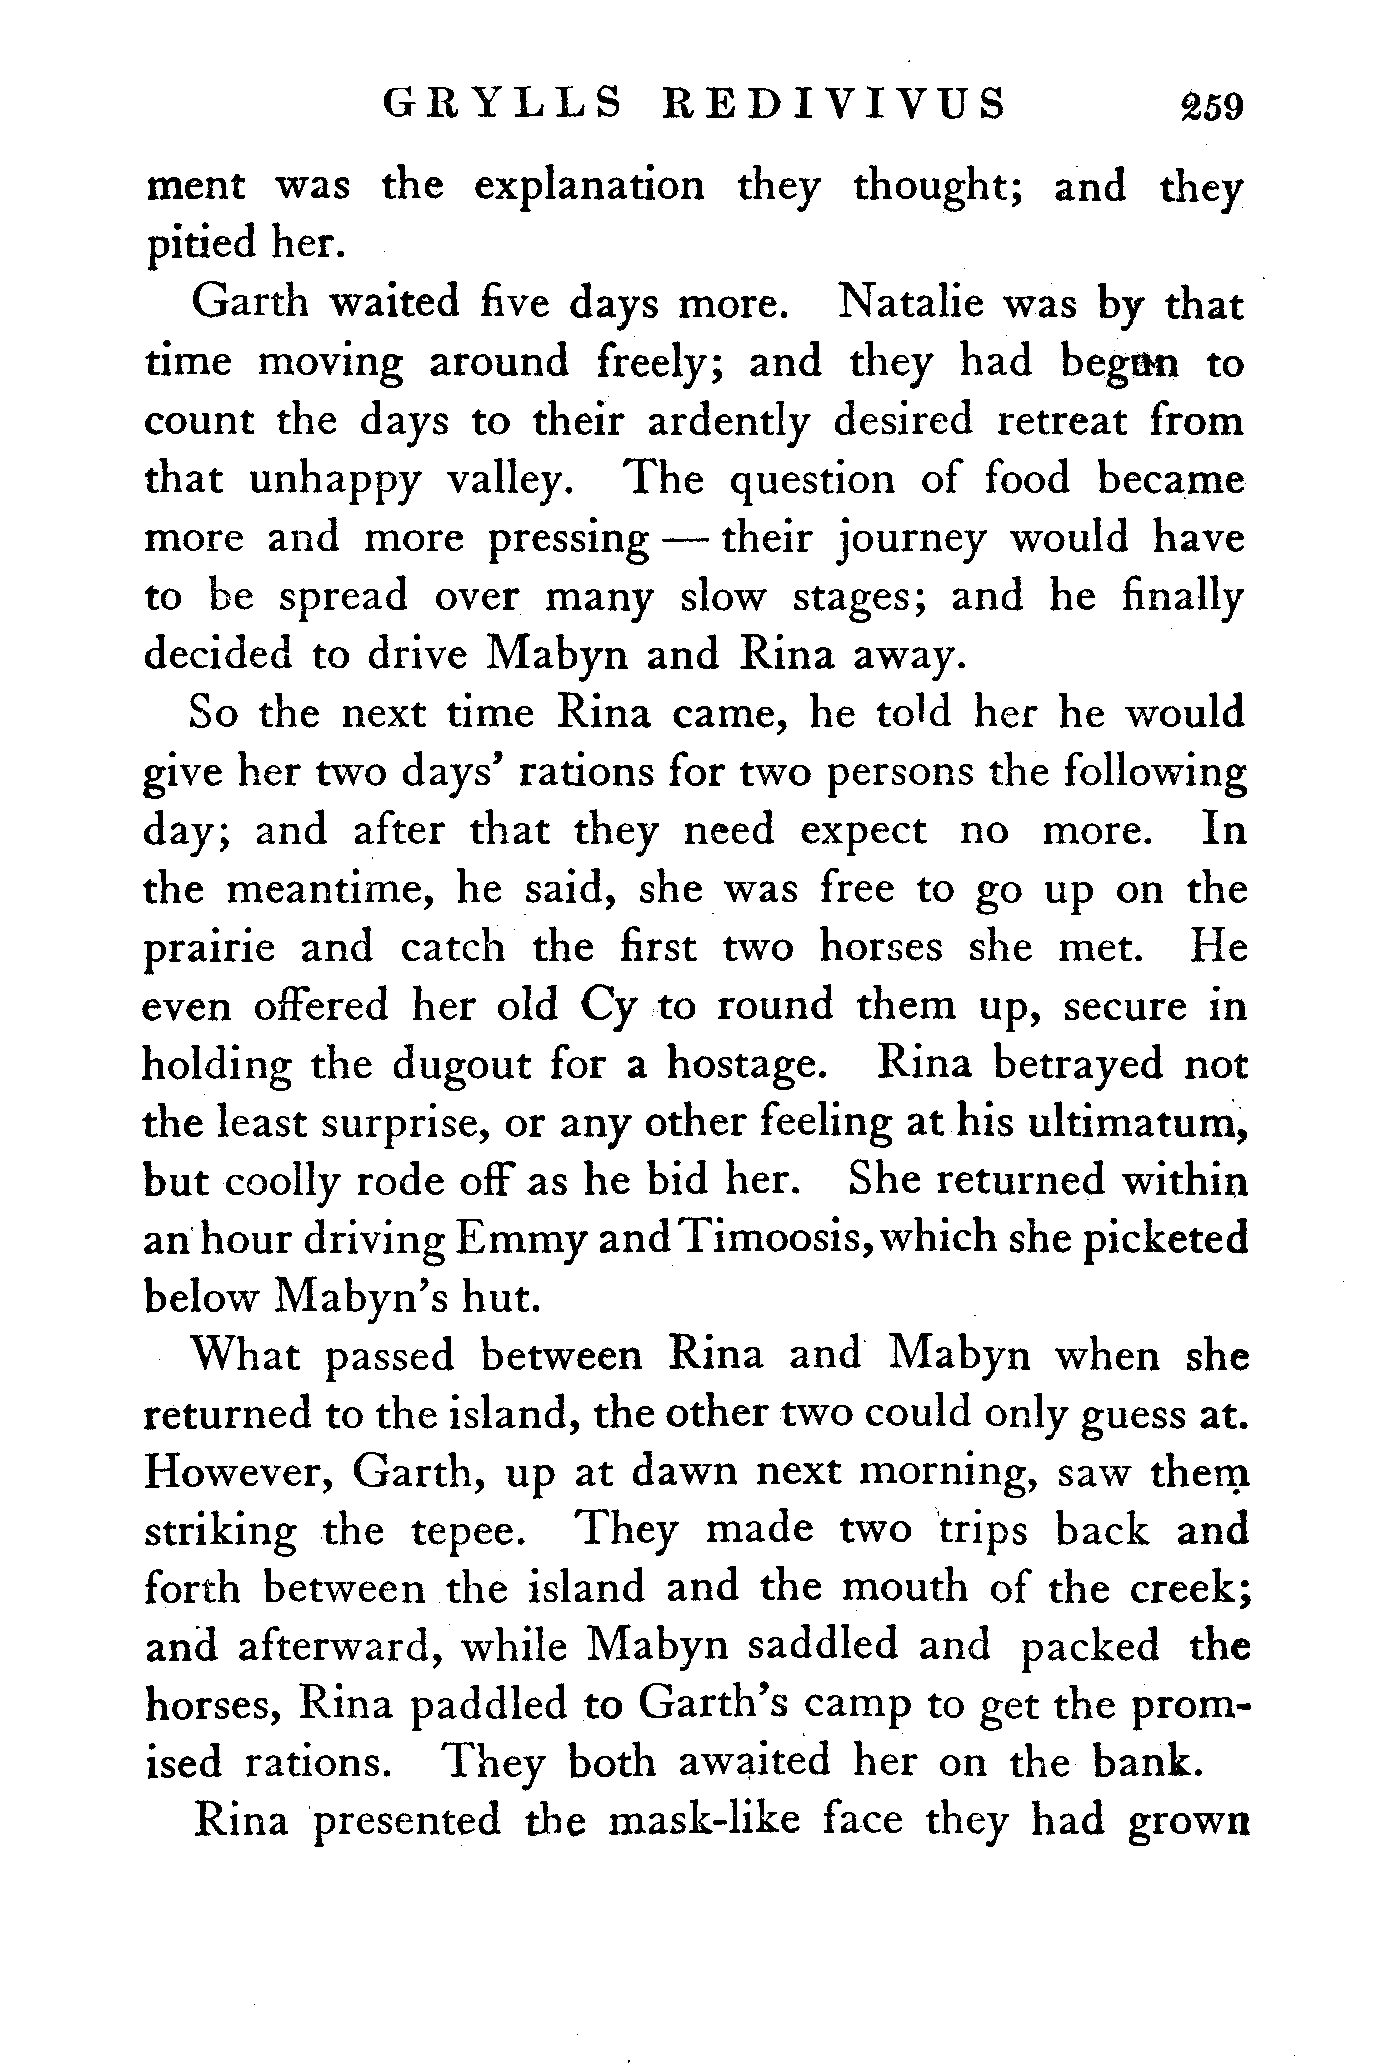 GRYLLS REDIVIVUS 259
ment was the explanation they thought; and they
pitied her.
Garth waited five days more. Natalie was by that
time moving around freely; and they had begun to
count the days to their ardently desired retreat from
that unhappy valley. The question of food became
more and more pressing — their journey would have
to be spread over many slow stages; and he finally
decided to drive Mabyn and Rina away.
So the next time Rina came, he told her he would
give her two days' rations for two persons the following
day; and after that they need expect no more. In
the meantime, he said, she was free to go up on the
prairie and catch the first two horses she met. He
even offered her old Cy to round them up, secure in
holding the dugout for a hostage. Rina betrayed not
the least surprise, or any other feeling at his ultimatum,
but coolly rode off as he bid her. She returned within
an hour driving Emmy and Timoosis, which she picketed
below Mabyn's hut.
What passed between Rina and Mabyn when she
returned to the island, the other two could only guess at.
However, Garth, up at dawn next morning, saw them
striking the tepee. They made two trips back and
forth between the island and the mouth of the creek;
and afterward, while Mabyn saddled and packed the
horses, Rina paddled to Garth's camp to get the prom-
ised rations. They both awaited her on the bank.
Rina presented the mask-like face they had grown